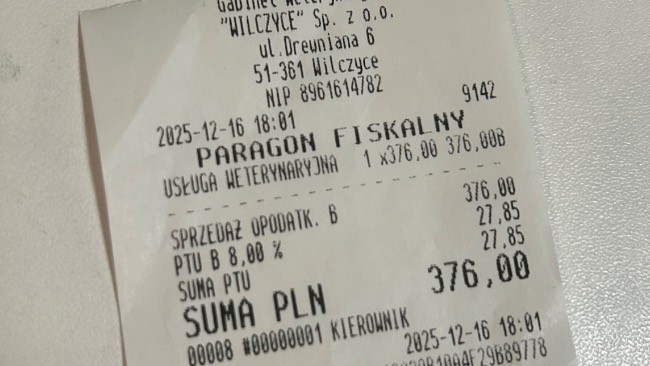 Gabinet
"WILCZYCE" Sp. z o.o.
ul.Drewniana 6
51-361 Wilczyce
NIP 8961614782
2025-12-16 18:01 9142
PARAGON FISKALNY
USŁUGA WETERYNARYJNA 1 x376,00 376,00B
SPRZEDAŻ OPODATK. B 376,00
PTU B 8,00 % 27,85
SUMA PTU 27,85
SUMA PLN 376,00
00008 #00000001 KIEROWNIK 2025-12-16 18:01